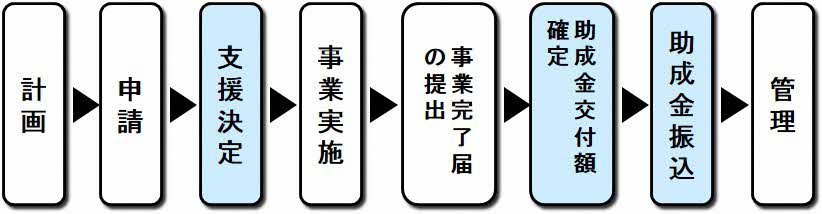 計画
申請
支援決定
事業実施
事業完了届
の提出
助成金交付額
確定
助成金振込
管理